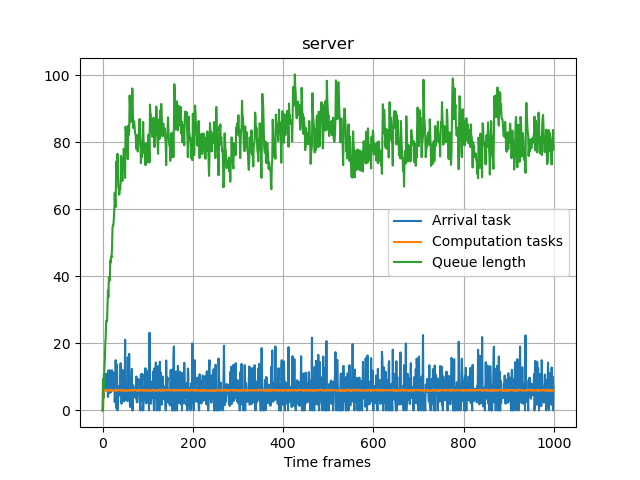 server
100
80
60
40
20
0
Arrival task
Computation tasks
Queue length
0 200 400 600 800 1000
Time frames